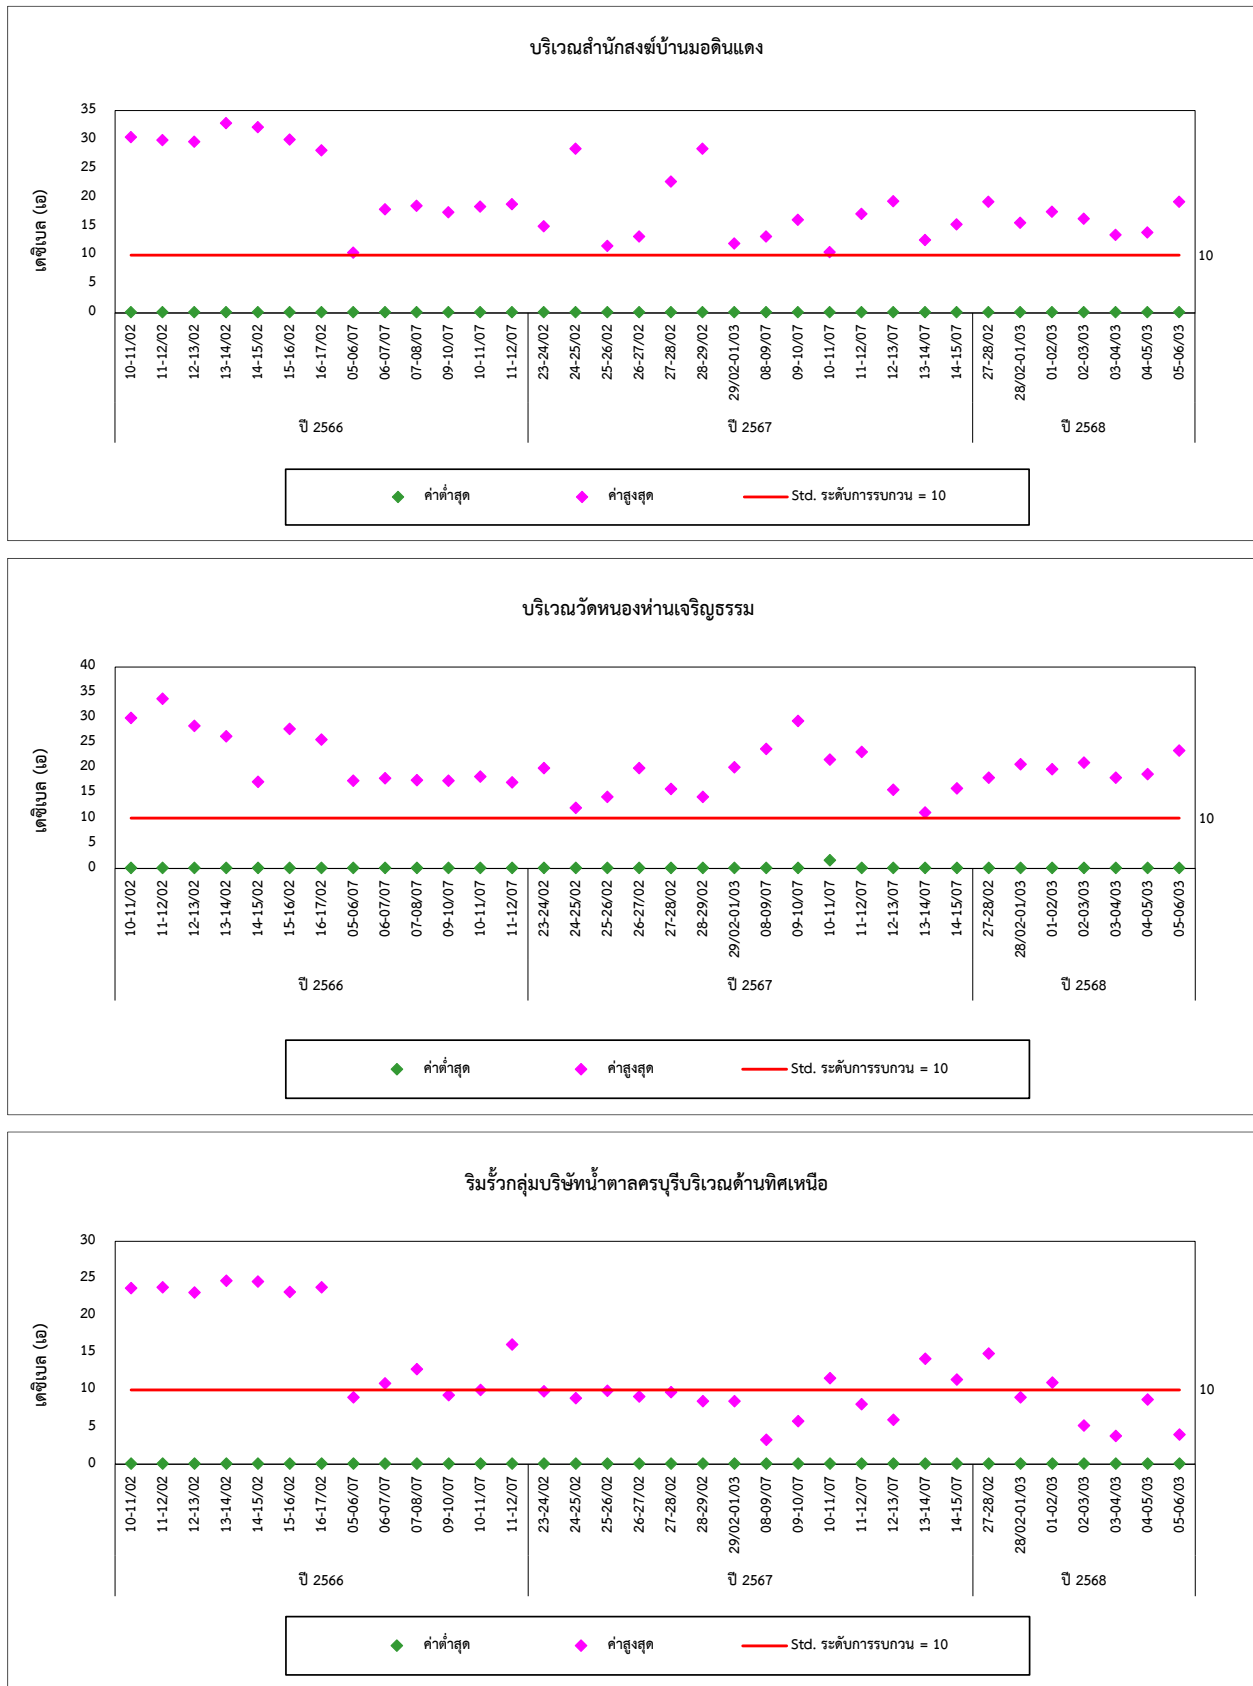 บริเวณสำนักสงฆ์บ้านมอดินแดง
35
30
25
20
15
10
5
0
เดซิเบล (เอ)
10
10-11/02 11-12/02 12-13/02 13-14/02 14-15/02 15-16/02 16-17/02 05-06/07 06-07/07 07-08/07 09-10/07 10-11/07 11-12/07 23-24/02 24-25/02 25-26/02 26-27/02 27-28/02 28-29/02 29/02-01/03 08-09/07 09-10/07 10-11/07 11-12/07 12-13/07 13-14/07 14-15/07 27-28/02 28/02-01/03 01-02/03 02-03/03 03-04/03 04-05/03 05-06/03
ปี 2566 ปี 2567 ปี 2568
ค่าต่ำสุด ค่าสูงสุด Std. ระดับการรบกวน = 10
บริเวณวัดหนองห่านเจริญธรรม
40
35
30
25
20
15
10
5
0
เดซิเบล (เอ)
10
10-11/02 11-12/02 12-13/02 13-14/02 14-15/02 15-16/02 16-17/02 05-06/07 06-07/07 07-08/07 09-10/07 10-11/07 11-12/07 23-24/02 24-25/02 25-26/02 26-27/02 27-28/02 28-29/02 29/02-01/03 08-09/07 09-10/07 10-11/07 11-12/07 12-13/07 13-14/07 14-15/07 27-28/02 28/02-01/03 01-02/03 02-03/03 03-04/03 04-05/03 05-06/03
ปี 2566 ปี 2567 ปี 2568
ค่าต่ำสุด ค่าสูงสุด Std. ระดับการรบกวน = 10
ริมรั้วกลุ่มบริษัทน้ำตาลครบุรีบริเวณด้านทิศเหนือ
30
25
20
15
10
5
0
เดซิเบล (เอ)
10
10-11/02 11-12/02 12-13/02 13-14/02 14-15/02 15-16/02 16-17/02 05-06/07 06-07/07 07-08/07 09-10/07 10-11/07 11-12/07 23-24/02 24-25/02 25-26/02 26-27/02 27-28/02 28-29/02 29/02-01/03 08-09/07 09-10/07 10-11/07 11-12/07 12-13/07 13-14/07 14-15/07 27-28/02 28/02-01/03 01-02/03 02-03/03 03-04/03 04-05/03 05-06/03
ปี 2566 ปี 2567 ปี 2568
ค่าต่ำสุด ค่าสูงสุด Std. ระดับการรบกวน = 10